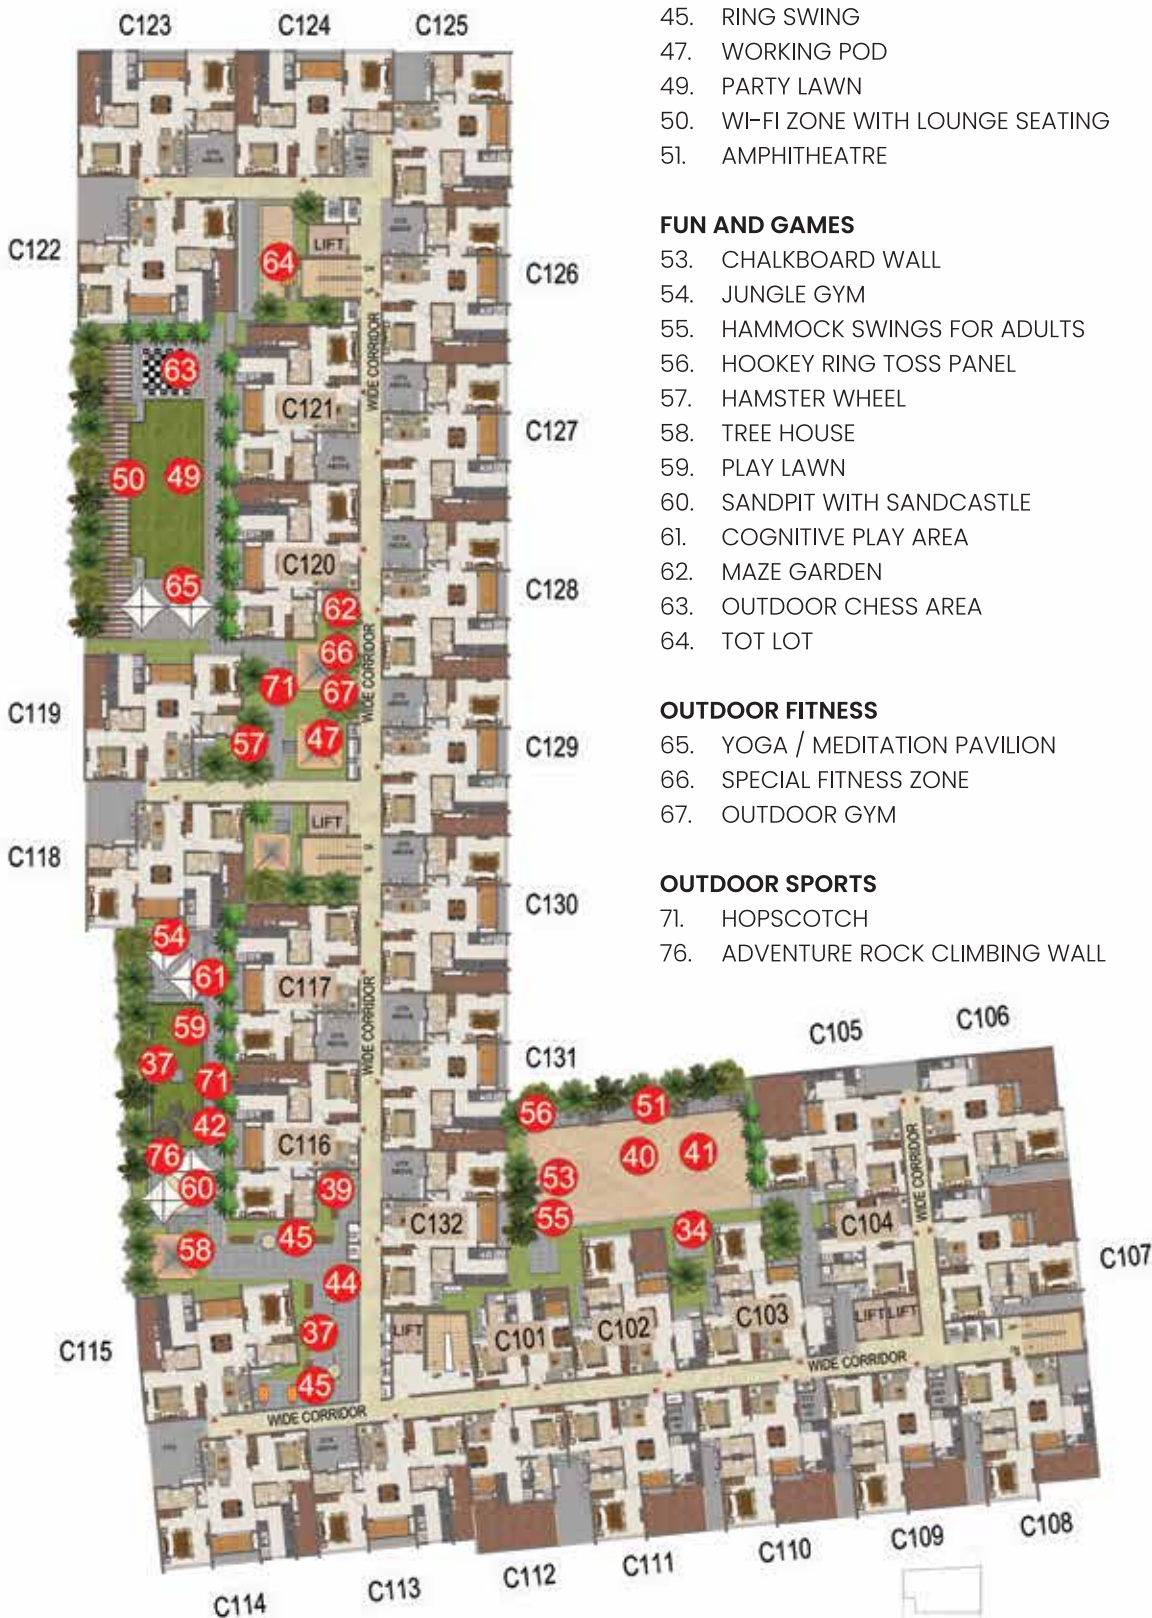 C123
C124
C125
45. RING SWING
47. WORKING POD
49. PARTY LAWN
50. WI-FI ZONE WITH LOUNGE SEATING
51. AMPHITHEATRE
FUN AND GAMES
53. CHALKBOARD WALL
54. JUNGLE GYM
55. HAMMOCK SWINGS FOR ADULTS
56. HOOKEY RING TOSS PANEL
57. HAMSTER WHEEL
58. TREE HOUSE
59. PLAY LAWN
60. SANDPIT WITH SANDCASTLE
61. COGNITIVE PLAY AREA
62. MAZE GARDEN
63. OUTDOOR CHESS AREA
64. TOT LOT
OUTDOOR FITNESS
65. YOGA / MEDITATION PAVILION
66. SPECIAL FITNESS ZONE
67. OUTDOOR GYM
OUTDOOR SPORTS
71. HOPSCOTCH
76. ADVENTURE ROCK CLIMBING WALL
C122
LIFT
64
C126
WIDE CORRIDOR
63
C121
C127
50
49
C120
C128
65
62
66
WIDE CORRIDOR
71
67
C119
57
47
C129
LIFT
C118
C130
54
61
C117
WIDE CORRIDOR
59
37
71
C131
C105
C106
42
56
51
C116
76
60
39
40
41
53
WIDE CORRIDOR
C132
55
34
C104
45
58
C107
44
LIFT
LIFT
LIFT
C101
C102
C103
37
C115
WIDE CORRIDOR
45
WIDE CORRIDOR
C114
C113
C112
C111
C110
C109
C108